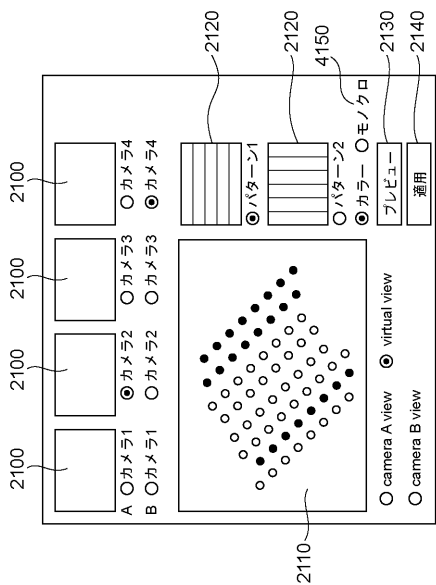 2100 2100 2100 2100
A ○カメラ1 ◉カメラ2 ○カメラ3 ○カメラ4
B ○カメラ1 ○カメラ2 ○カメラ3 ◉カメラ4
2120
◉パターン1
2120
○パターン2
4150
◉カラー ○モノクロ
2130
プレビュー
2140
適用
2110
○camera A view ◉virtual view
○camera B view